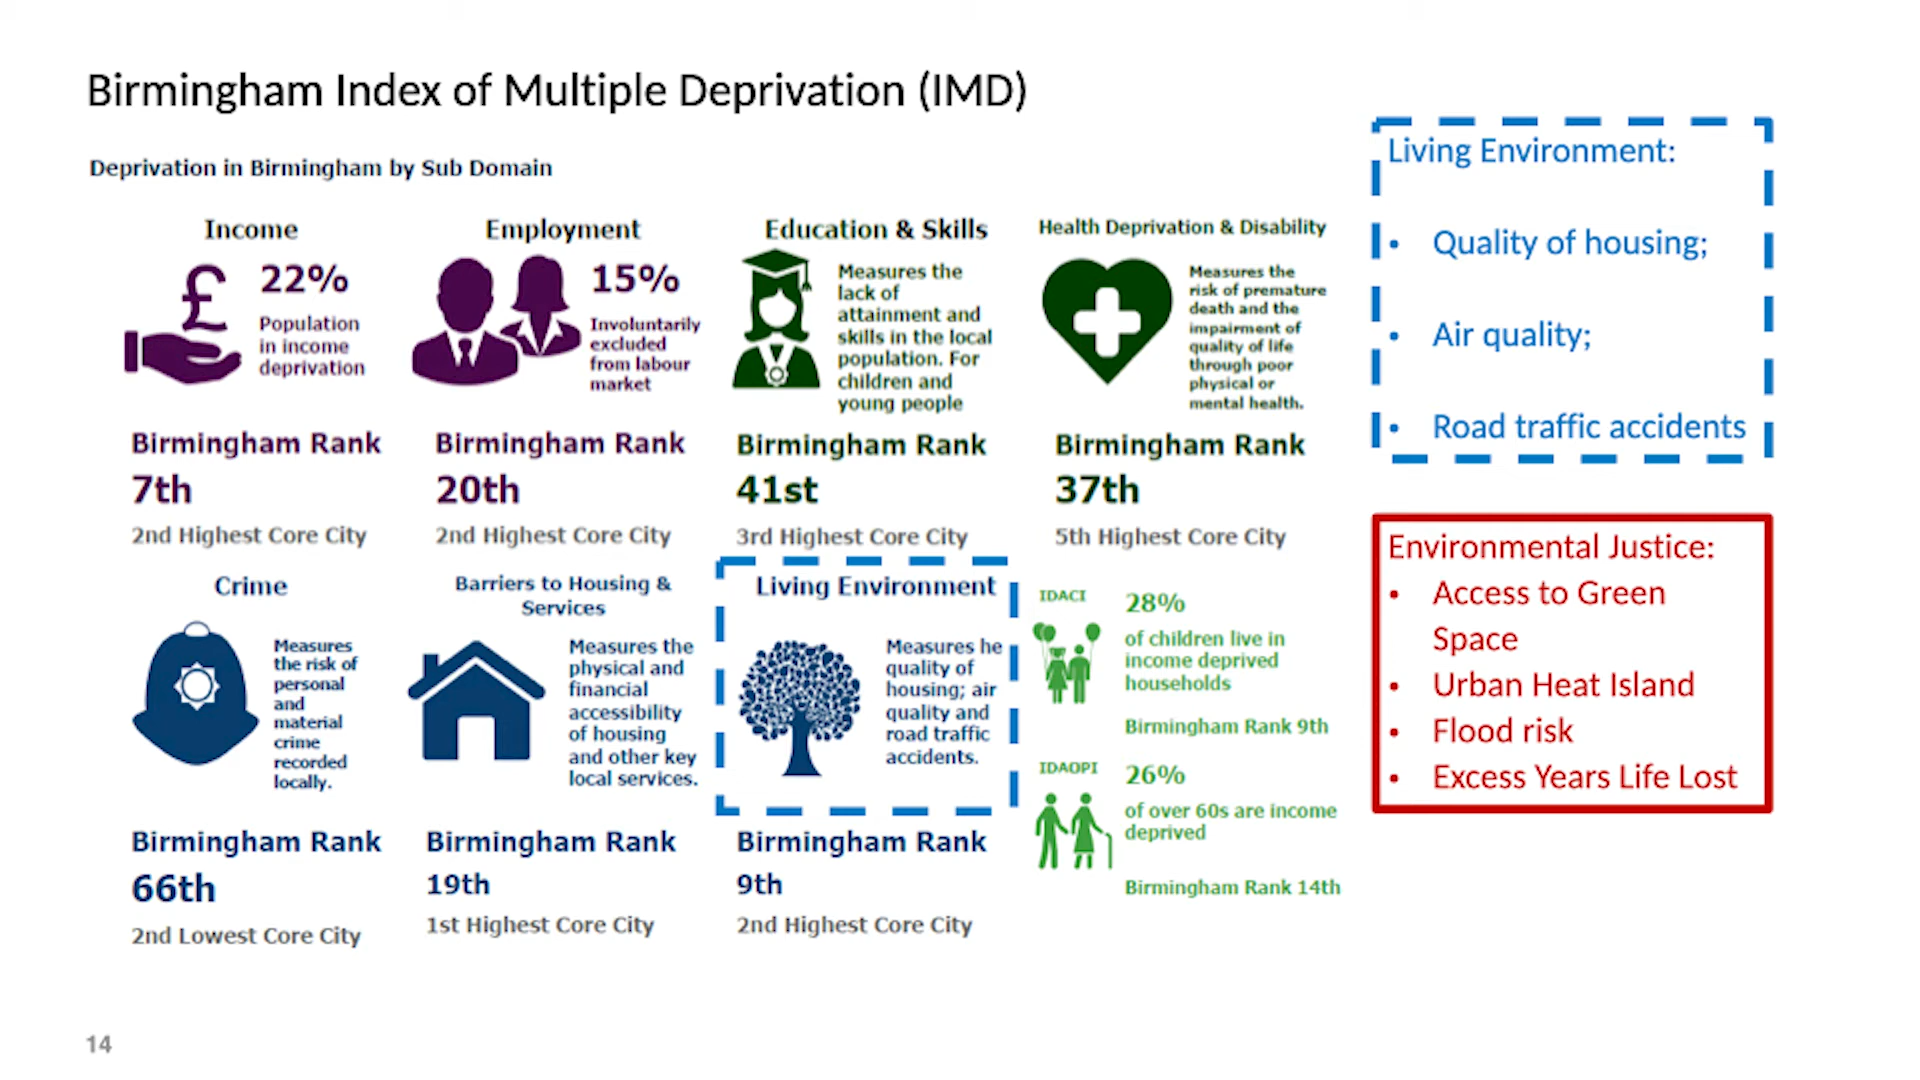 Birmingham Index of Multiple Deprivation (IMD)
Deprivation in Birmingham by Sub Domain
Income
22%
Population
in income
deprivation
Birmingham Rank
7th
2nd Highest Core City
Employment
15%
Involuntarily
excluded
from labour
market
Birmingham Rank
20th
2nd Highest Core City
Education & Skills
Measures the
lack of
attainment and
skills in the local
population. For
children and
young people
Birmingham Rank
41st
3rd Highest Core City
Health Deprivation & Disability
Measures the
risk of premature
death and the
impairment of
quality of life
through poor
physical or
mental health.
Birmingham Rank
37th
5th Highest Core City
Crime
Measures
the risk of
personal
and
material
crime
recorded
locally.
Birmingham Rank
66th
2nd Lowest Core City
Barriers to Housing &
Services
Measures the
physical and
financial
accessibility
of housing
and other key
local services.
Birmingham Rank
19th
1st Highest Core City
Living Environment
Measures he
quality of
housing; air
quality and
road traffic
accidents.
Birmingham Rank
9th
2nd Highest Core City
IDACI
28%
of children live in
income deprived
households
Birmingham Rank 9th
IDAOPI
26%
of over 60s are income
deprived
Birmingham Rank 14th
Living Environment:
• Quality of housing;
• Air quality;
• Road traffic accidents
Environmental Justice:
• Access to Green
Space
• Urban Heat Island
• Flood risk
• Excess Years Life Lost
14